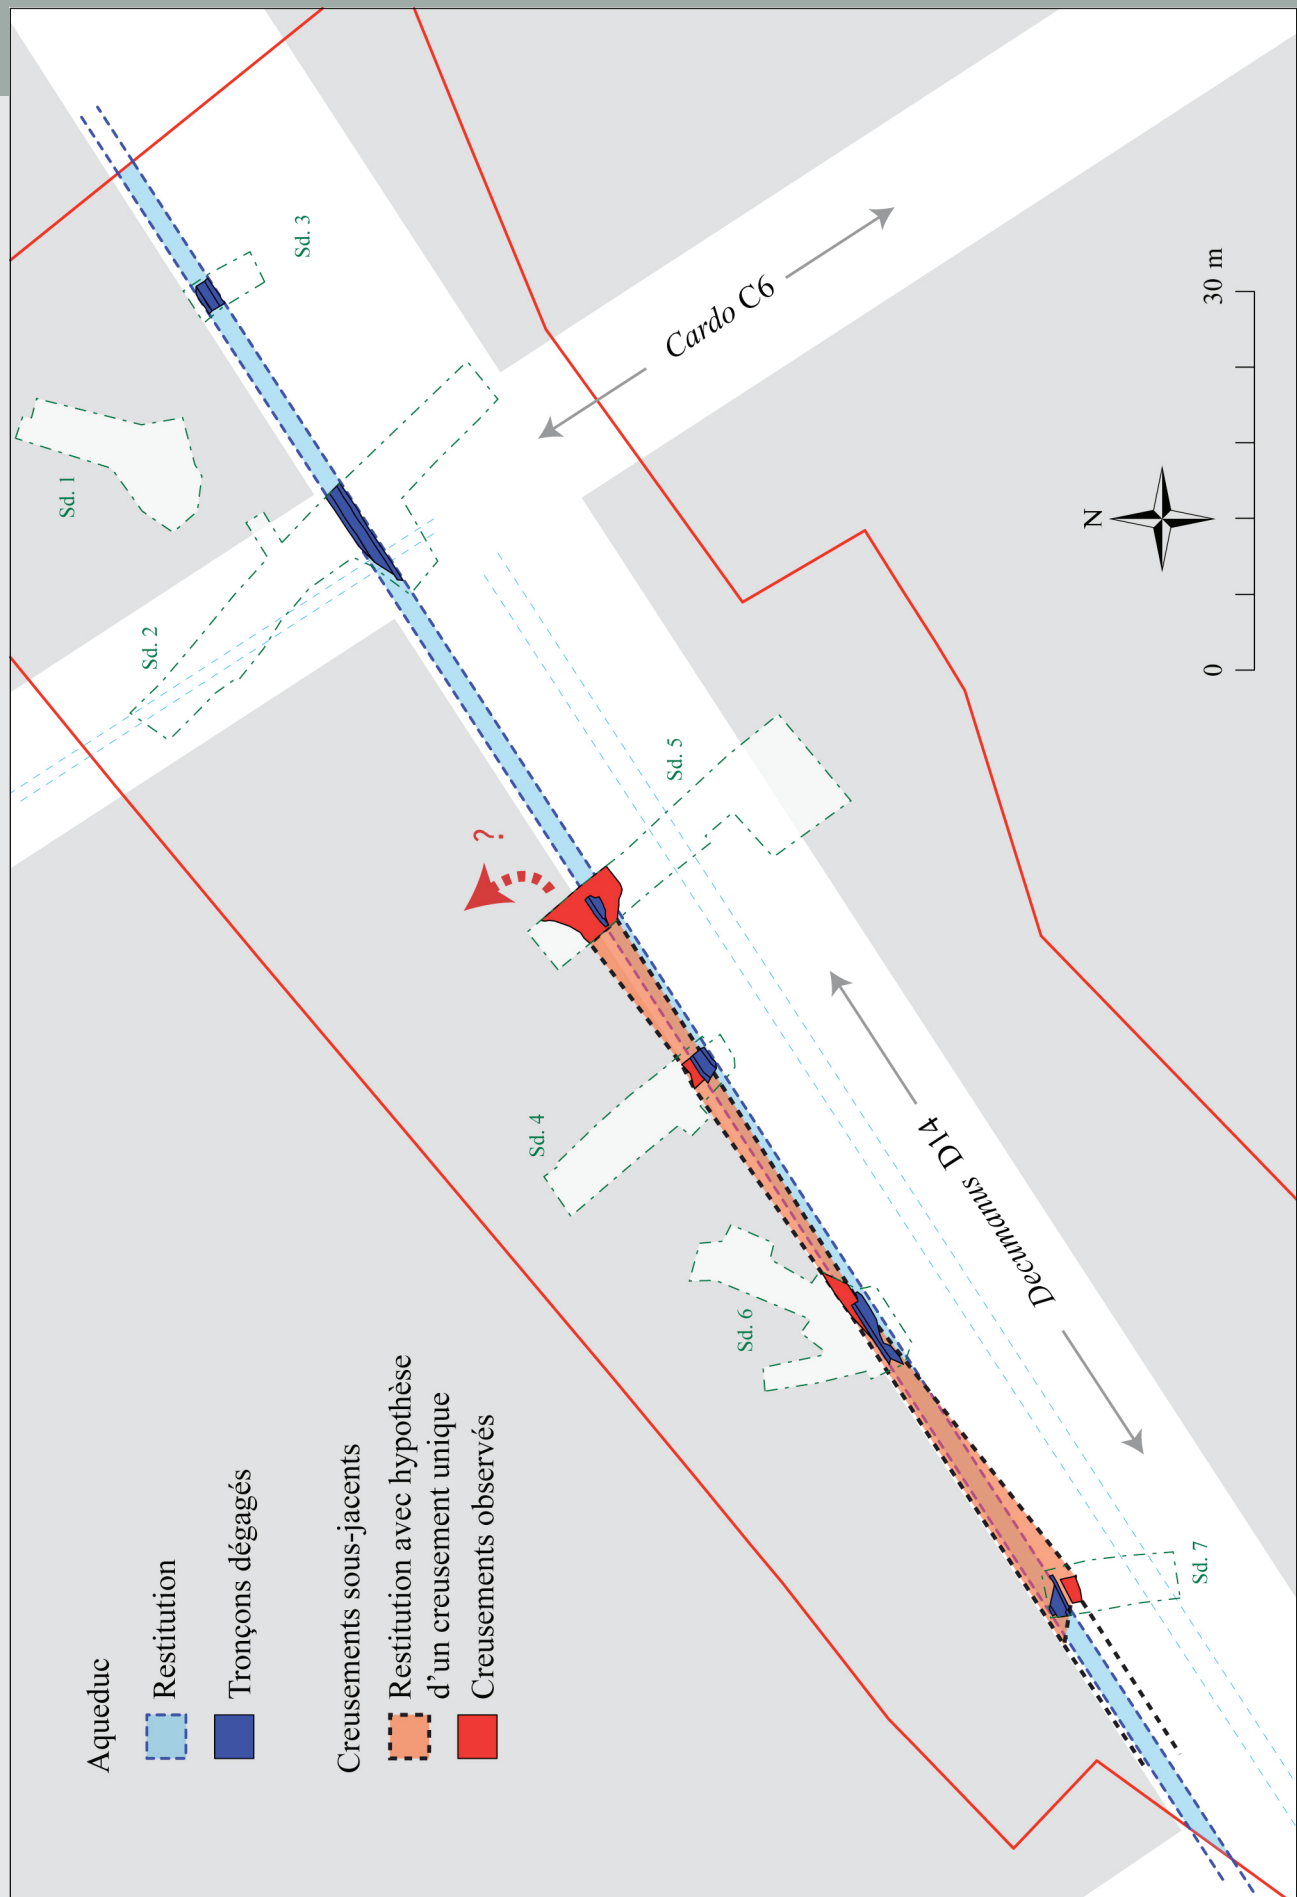 Aqueduc
Restitution
Tronçons dégagés
Creusements sous-jacents
Restitution avec hypothèse
d'un creusement unique
Creusements observés
Sd. 1
Sd. 2
Sd. 3
Sd. 4
Sd. 5
Sd. 6
Sd. 7
?
Cardo C6
Decumanus D14
N
0
30 m